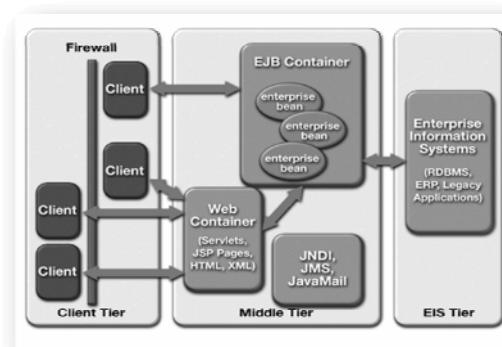 Firewall
Client
Client
Client
Client
Client Tier
EJB Container
enterprise
bean
enterprise
bean
enterprise
bean
Web
Container
(Servlets,
JSP Pages,
HTML, XML)
JNDI,
JMS,
JavaMail
Middle Tier
Enterprise
Information
Systems
(RDBMS,
ERP, Legacy
Applications)
EIS Tier